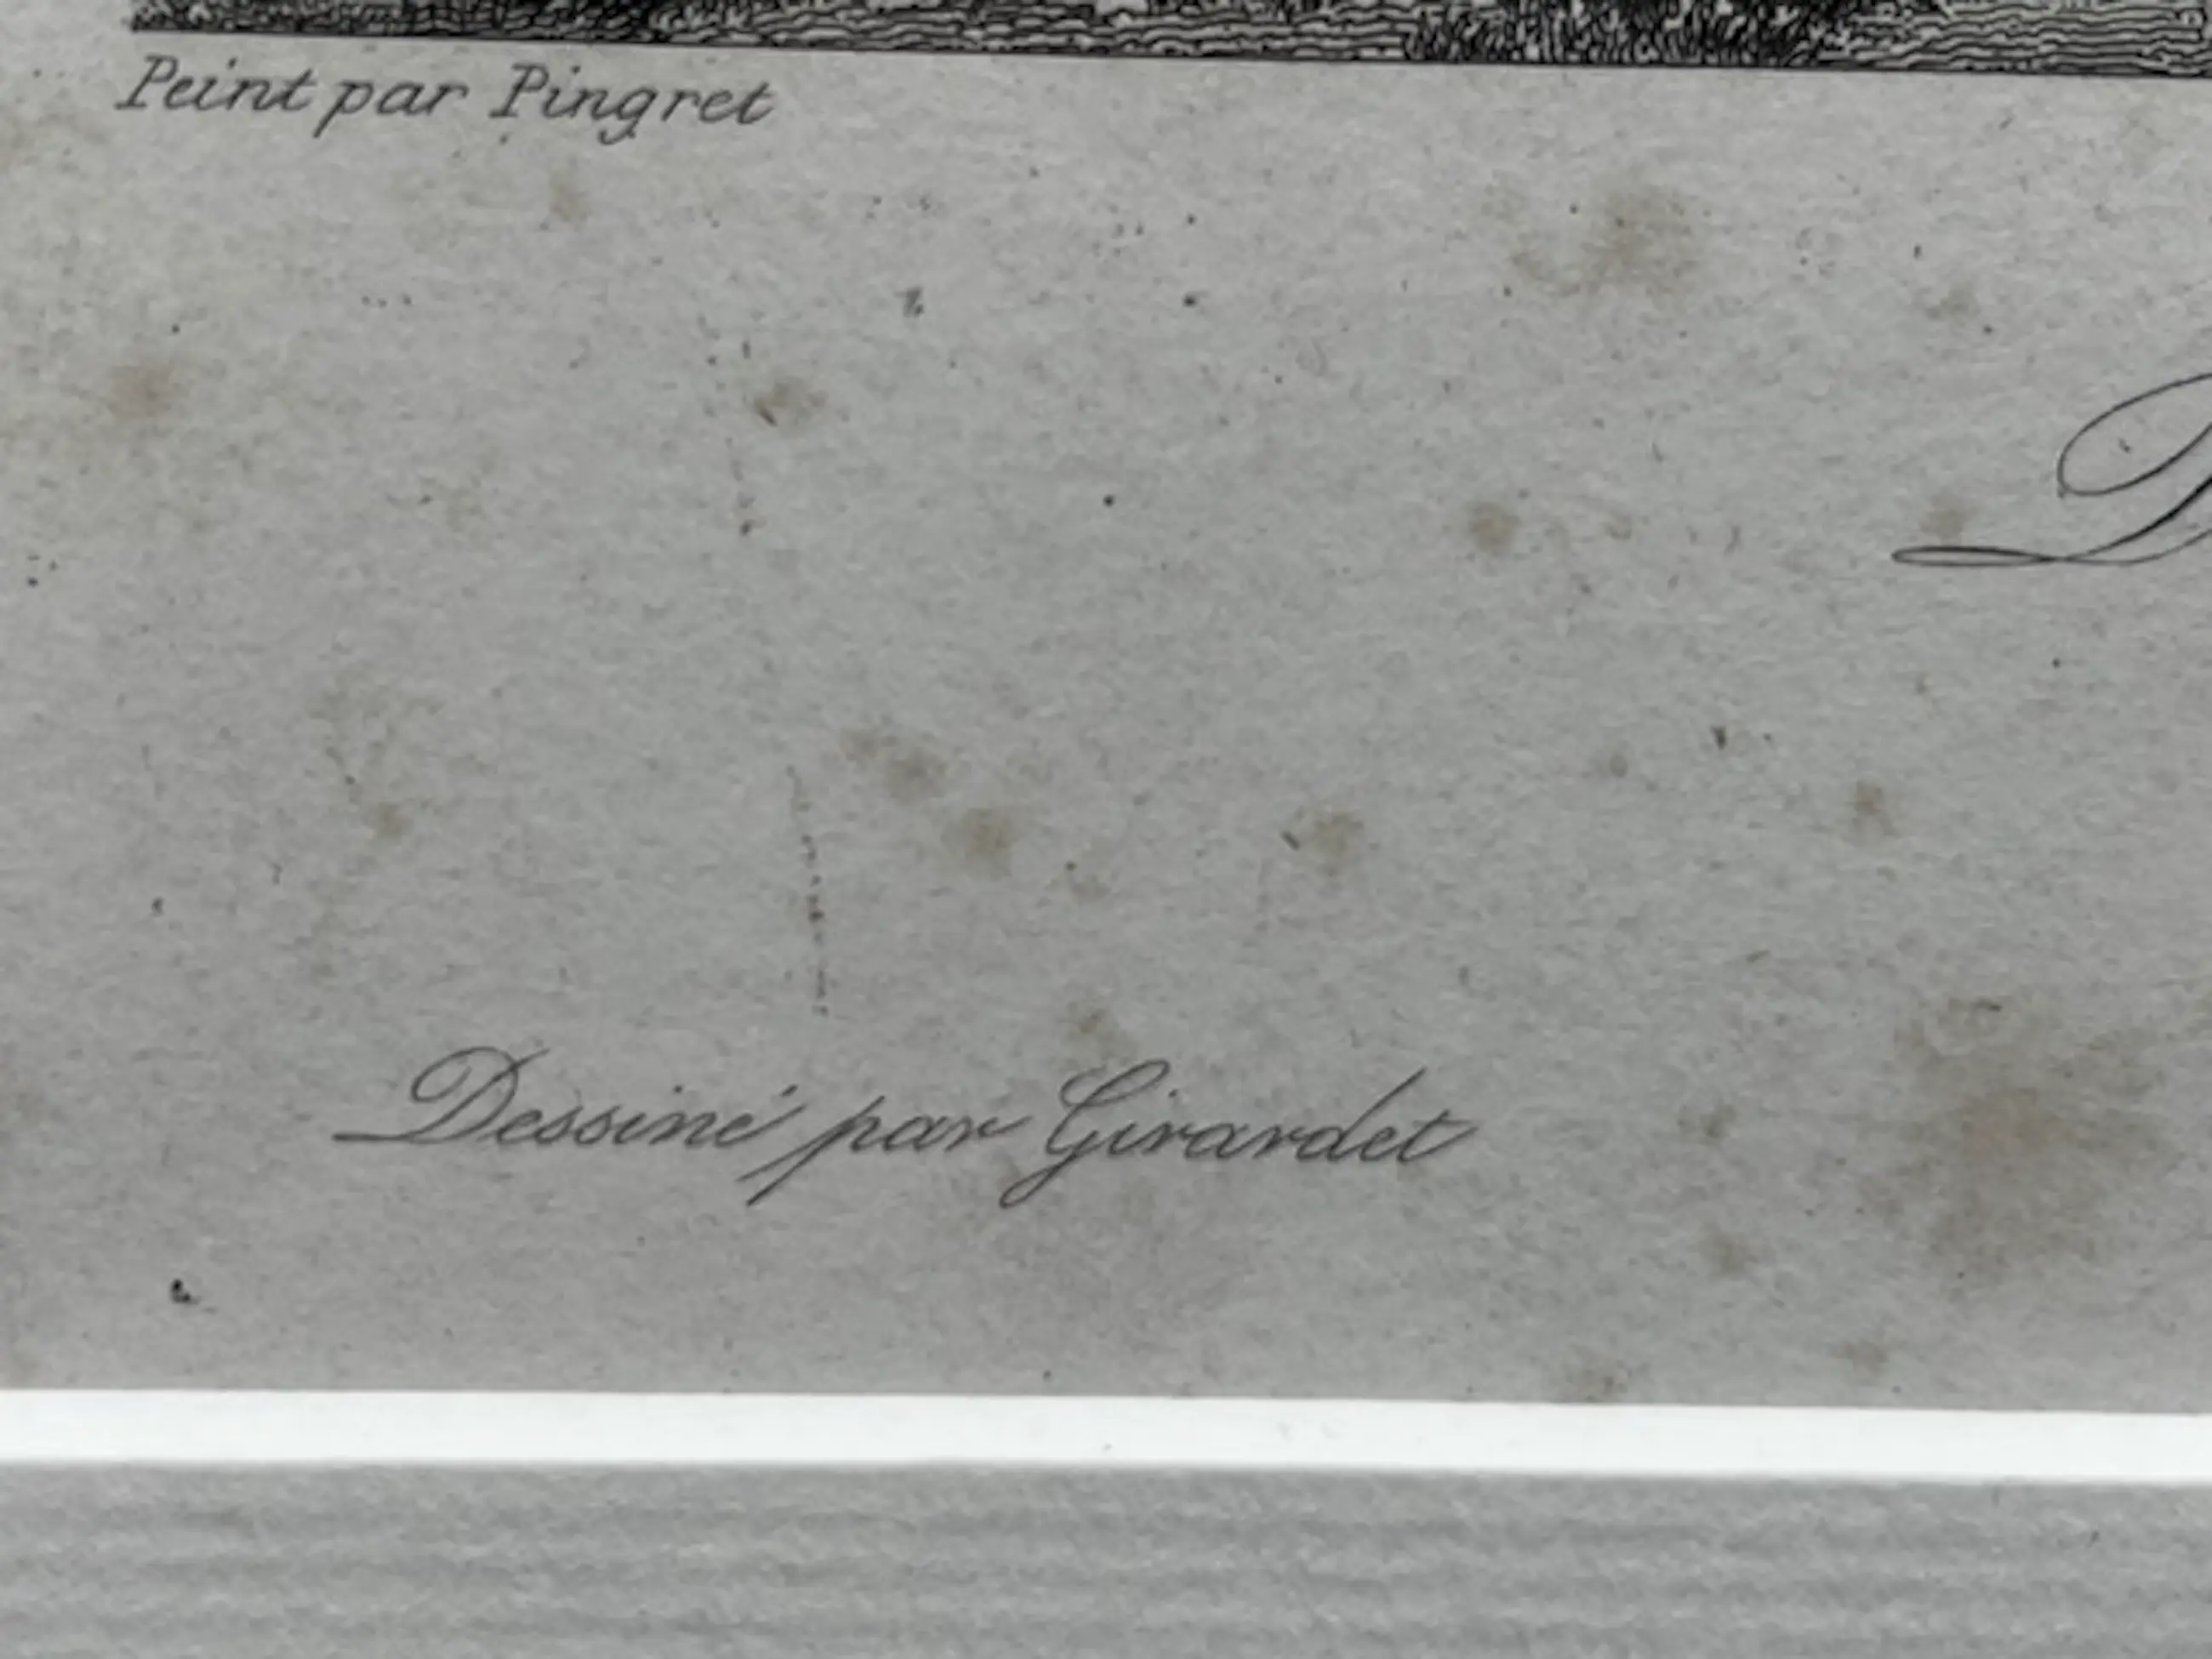 Peint par Pingret
Dessiné par Girardet